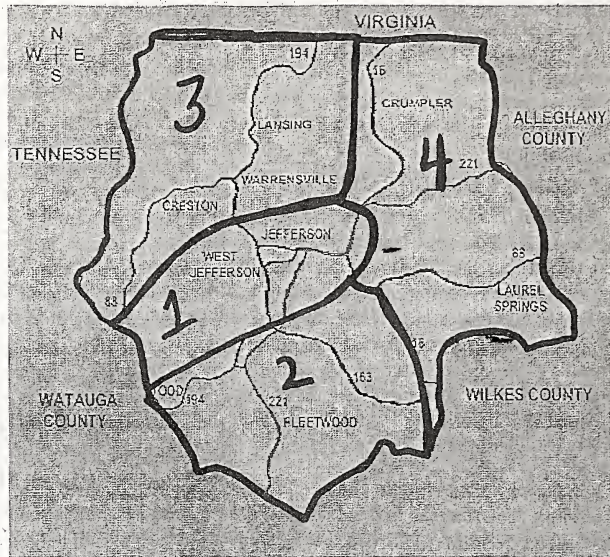 VIRGINIA
N
W E
S
194
16
3
CRUMPLER
LANSING
ALLEGHANY
COUNTY
4
221
TENNESSEE
WARRENSVILLE
CRESTON
JEFFERSON
WEST
JEFFERSON
88
88
LAUREL
SPRINGS
1
16
2
163
WATAUGA
COUNTY
194
221
WILKES COUNTY
FLEETWOOD